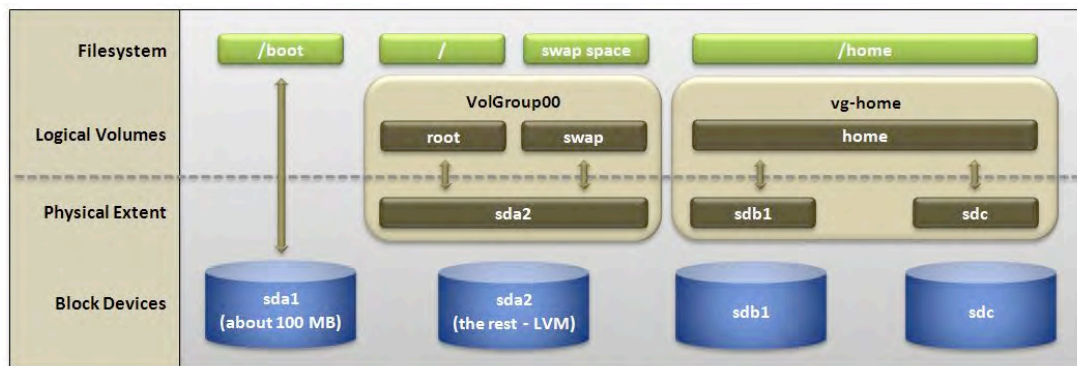 Filesystem
/boot
/
swap space
/home
VolGroup00
vg-home
Logical Volumes
root
swap
home
Physical Extent
sda2
sdb1
sdc
Block Devices
sda1
(about 100 MB)
sda2
(the rest - LVM)
sdb1
sdc